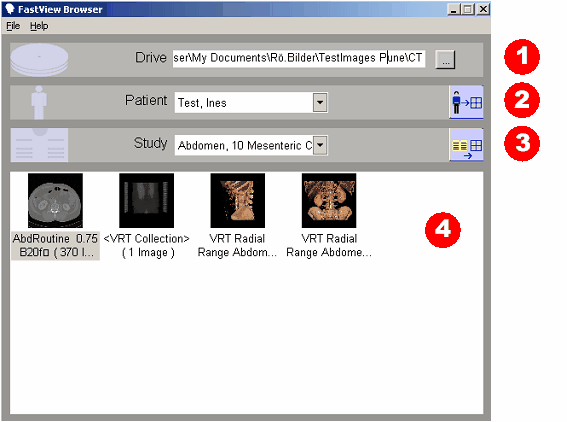 FastView Browser
File Help
Drive ser\My Documents\Rö.Bilder\TestImages Pune\CT ...
1
Patient Test, Ines
2
Study Abdomen, 10 Mesenteric C
3
4
AbdRoutine 0.75
B20f¤ ( 370 I...
<VRT Collection>
( 1 Image )
VRT Radial
Range Abdom...
VRT Radial
Range Abdome...